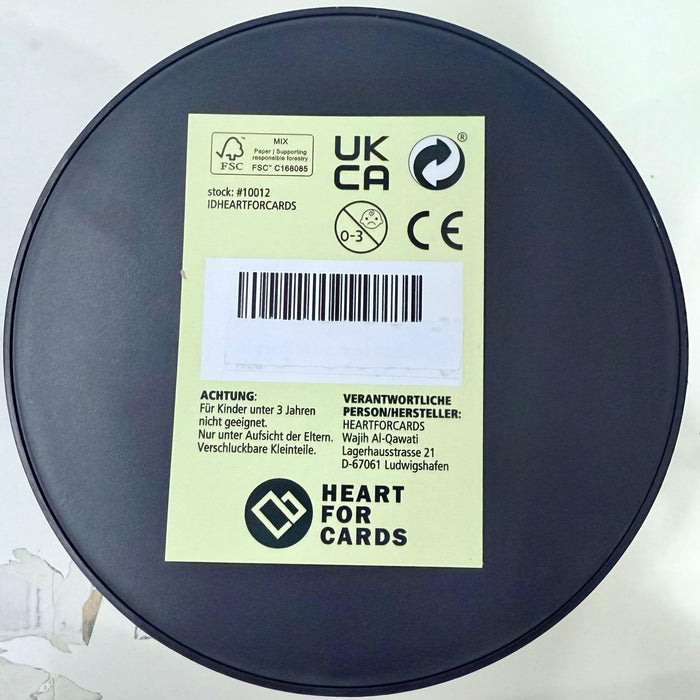 MIX
Paper | Supporting
responsible forestry
FSC™ C168085
FSC
UK
CA
®
stock: #10012
IDHEARTFORCARDS
0-3
CE
ACHTUNG:
Für Kinder unter 3 Jahren
nicht geeignet.
Nur unter Aufsicht der Eltern.
Verschluckbare Kleinteile.
VERANTWORTLICHE
PERSON/HERSTELLER:
HEARTFORCARDS
Wajih Al-Qawati
Lagerhausstrasse 21
D-67061 Ludwigshafen
HEART
FOR
CARDS